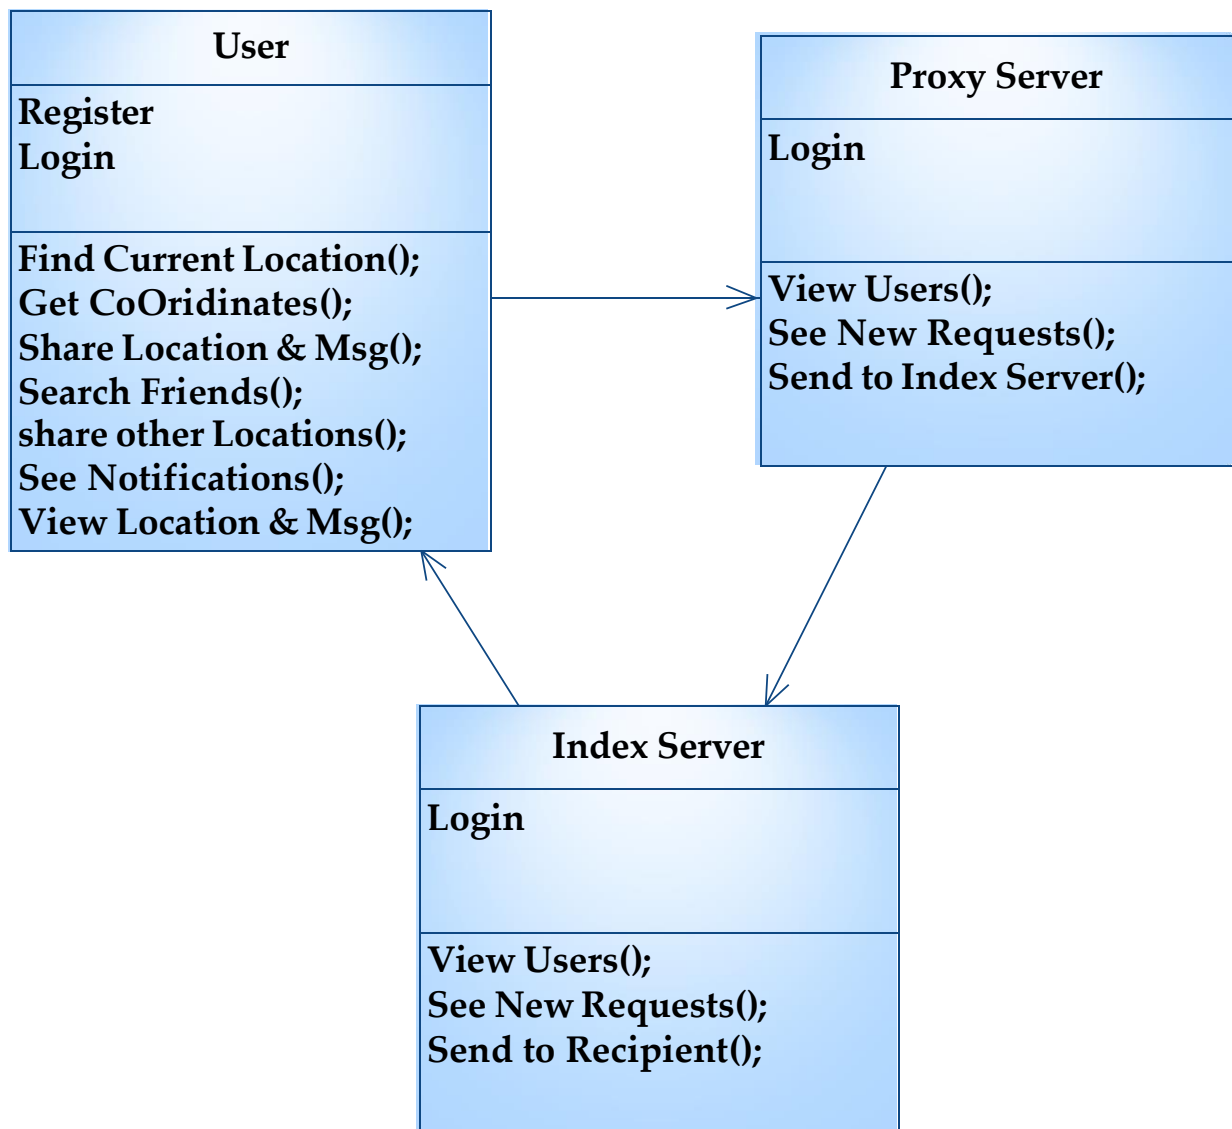 User
Register
Login
Find Current Location();
Get CoOridinates();
Share Location & Msg();
Search Friends();
share other Locations();
See Notifications();
View Location & Msg();
Proxy Server
Login
View Users();
See New Requests();
Send to Index Server();
Index Server
Login
View Users();
See New Requests();
Send to Recipient();